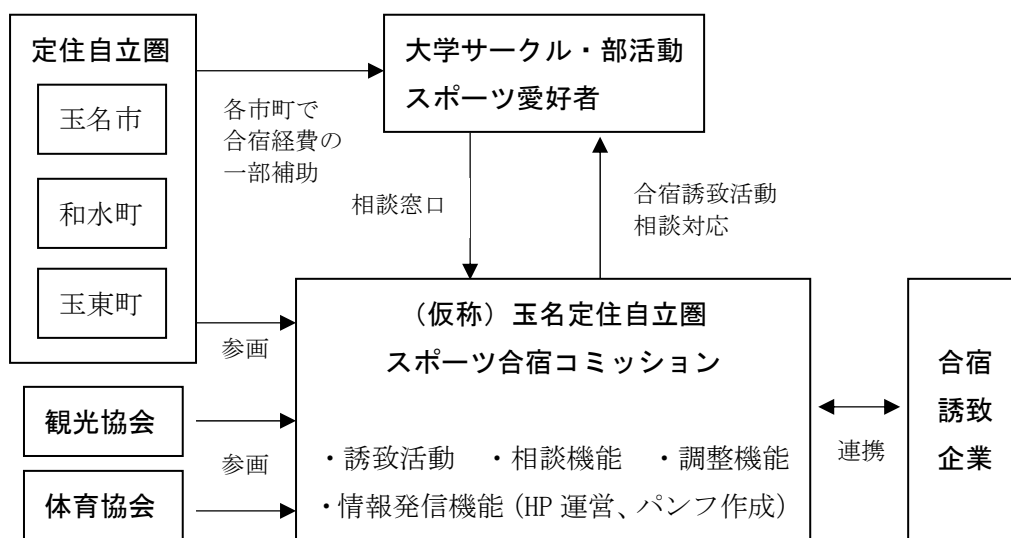 定住自立圏
玉名市
和水町
玉東町
各市町で
合宿経費の
一部補助
大学サークル・部活動
スポーツ愛好者
相談窓口
合宿誘致活動
相談対応
参画
観光協会
体育協会
参画
（仮称）玉名定住自立圏
スポーツ合宿コミッション
・誘致活動　・相談機能　・調整機能
・情報発信機能（HP 運営、パンフ作成）
連携
合宿
誘致
企業